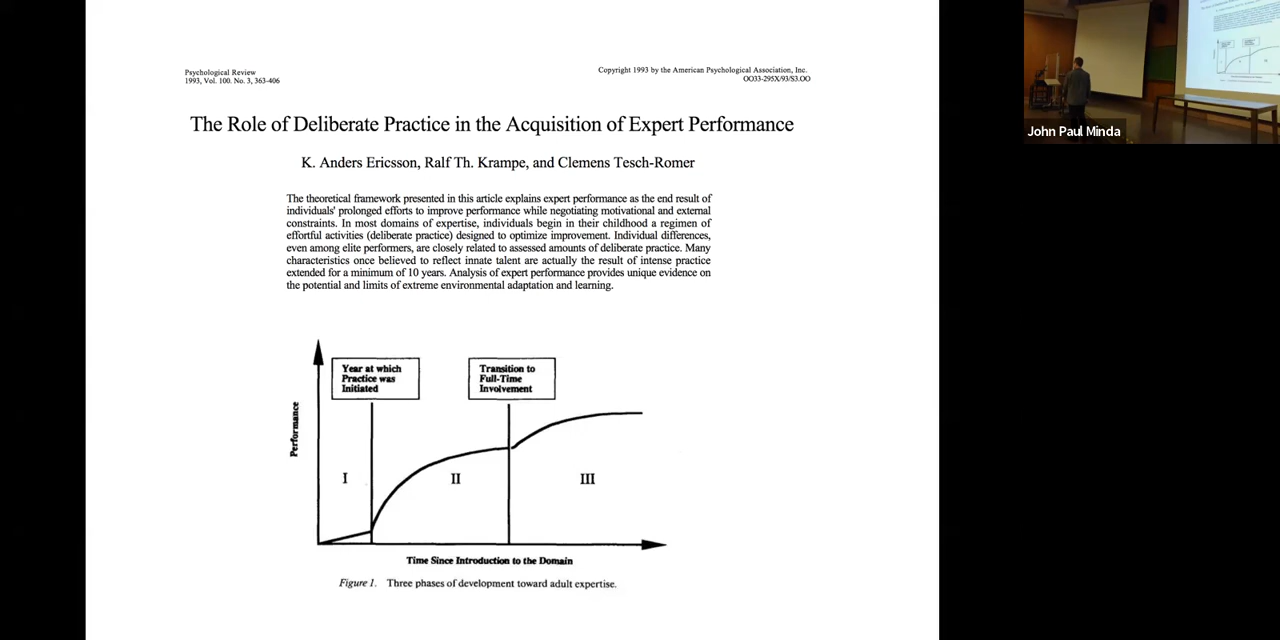 Psychological Review
1993, Vol. 100. No. 3, 363-406
Copyright 1993 by the American Psychological Association, Inc.
OO33-295X/93/S3.OO
The Role of Deliberate Practice in the Acquisition of Expert Performance
K. Anders Ericsson, Ralf Th. Krampe, and Clemens Tesch-Romer
The theoretical framework presented in this article explains expert performance as the end result of
individuals' prolonged efforts to improve performance while negotiating motivational and external
constraints. In most domains of expertise, individuals begin in their childhood a regimen of
effortful activities (deliberate practice) designed to optimize improvement. Individual differences,
even among elite performers, are closely related to assessed amounts of deliberate practice. Many
characteristics once believed to reflect innate talent are actually the result of intense practice
extended for a minimum of 10 years. Analysis of expert performance provides unique evidence on
the potential and limits of extreme environmental adaptation and learning.
Year at which
Practice was
Initiated
Transition to
Full-Time
Involvement
Performance
I
II
III
Time Since Introduction to the Domain
Figure 1. Three phases of development toward adult expertise.
John Paul Minda